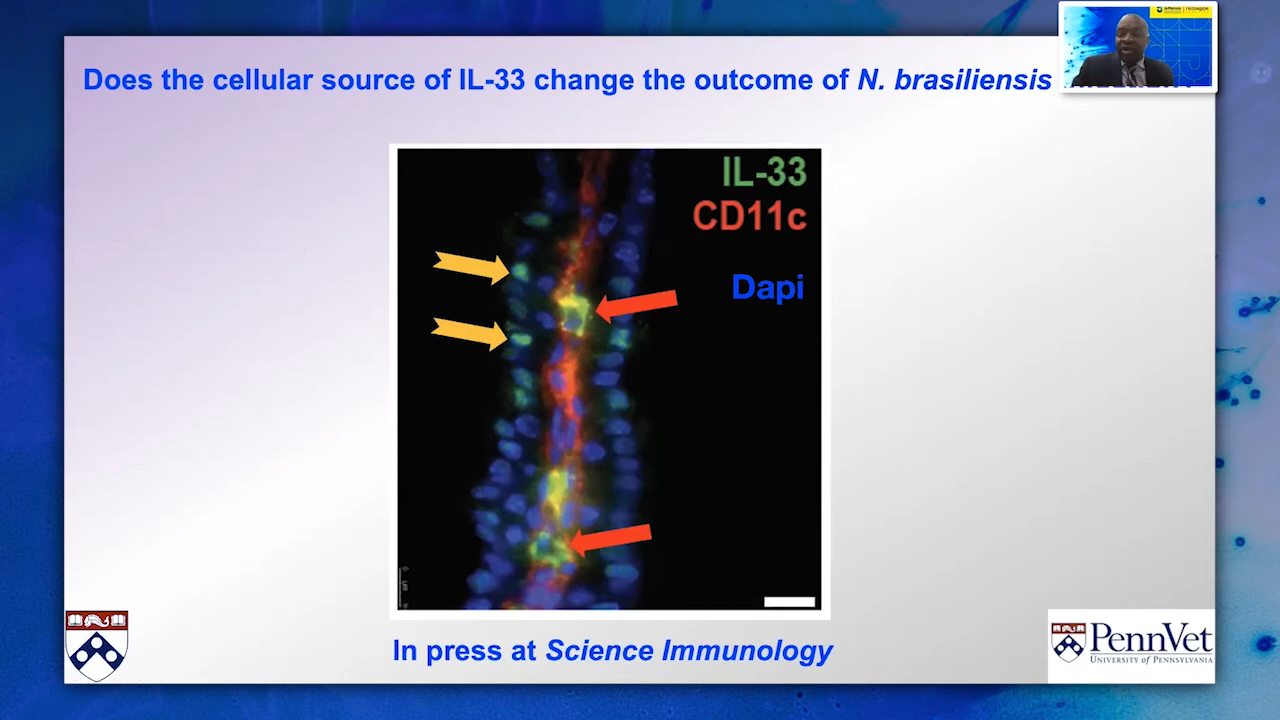 Does the cellular source of IL-33 change the outcome of N. brasiliensis
IL-33
CD11c
Dapi
In press at Science Immunology
PennVet
UNIVERSITY OF PENNSYLVANIA